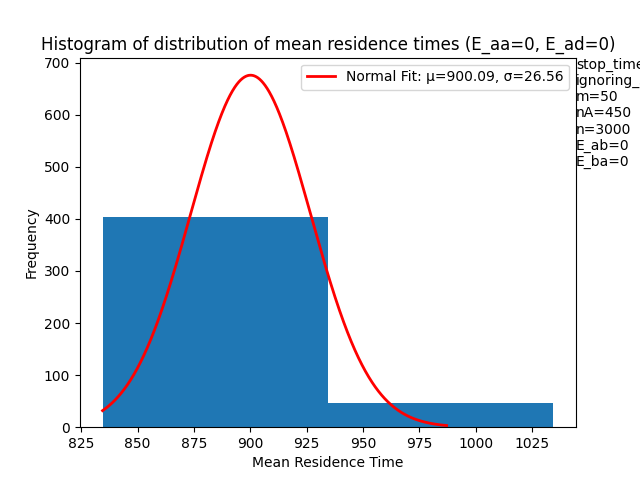 Histogram of distribution of mean residence times (E_aa=0, E_ad=0)
Normal Fit: μ=900.09, σ=26.56
stop_time
ignoring_
m=50
nA=450
n=3000
E_ab=0
E_ba=0
Frequency
700
600
500
400
300
200
100
0
825
850
875
900
925
950
975
1000
1025
Mean Residence Time